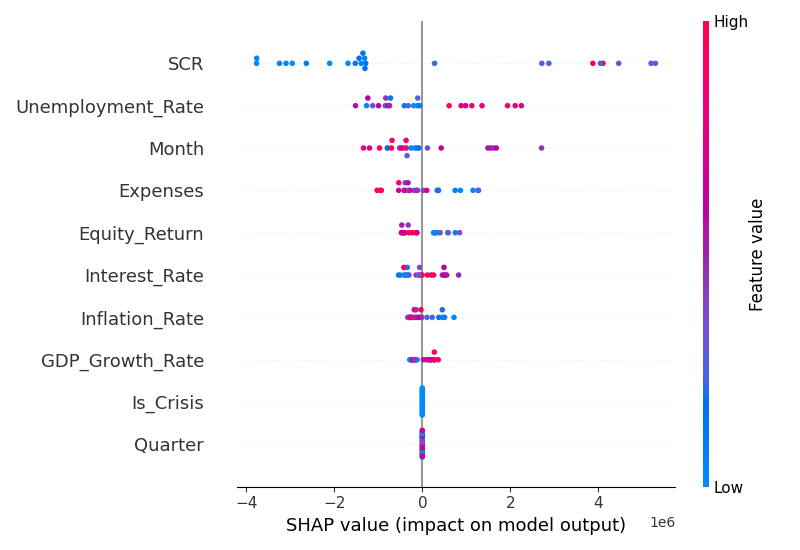 High
SCR
Unemployment_Rate
Month
Expenses
Equity_Return
Interest_Rate
Inflation_Rate
GDP_Growth_Rate
Is_Crisis
Quarter
Feature value
Low
−4 −2 0 2 4
SHAP value (impact on model output) 1e6